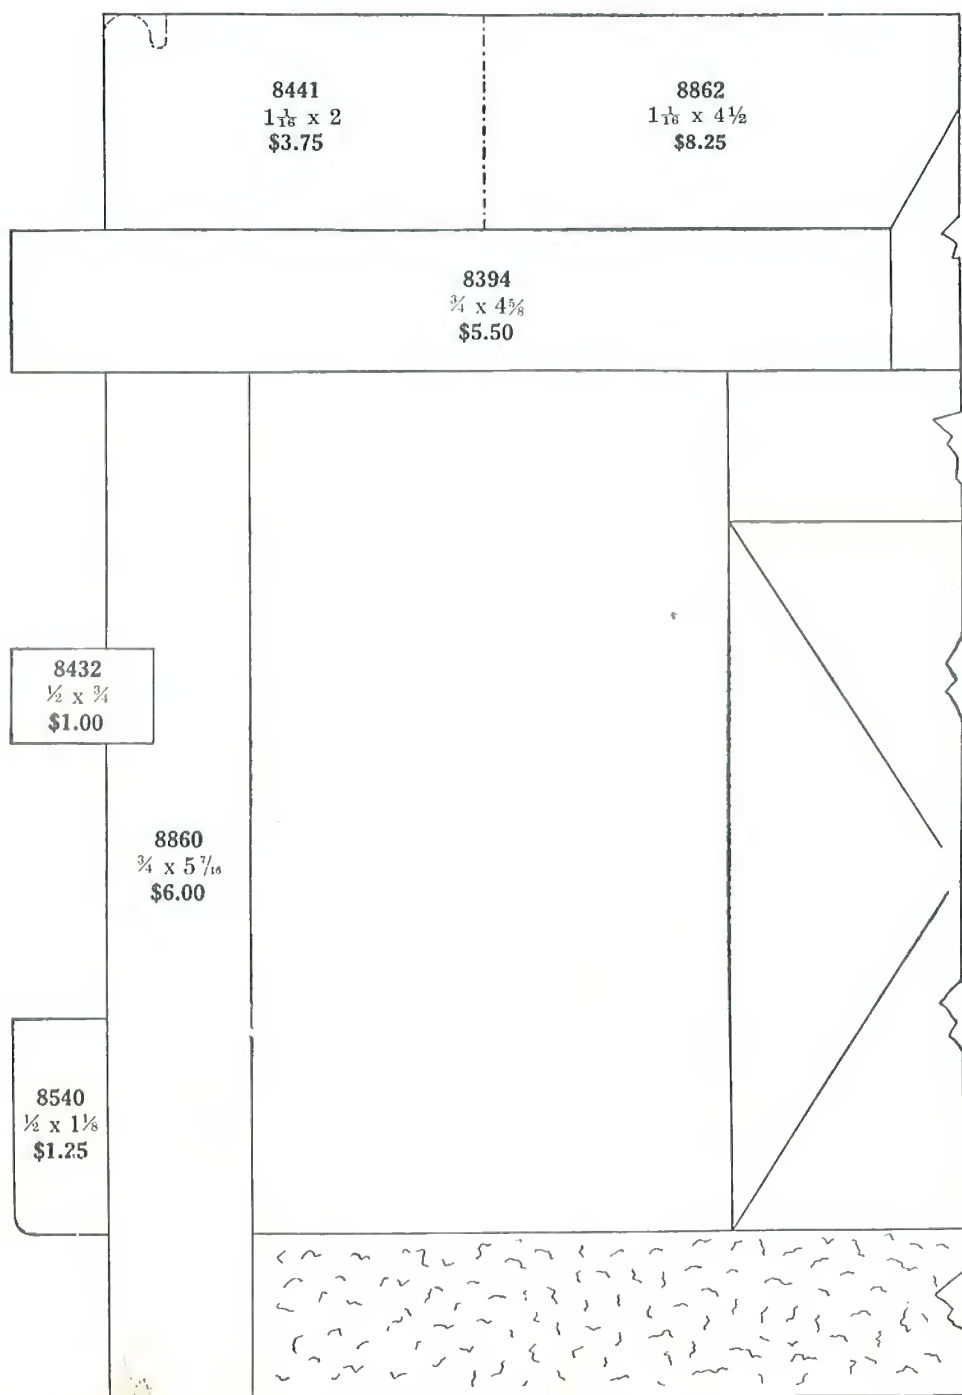 8441
1 1/16 x 2
$3.75
8862
1 1/16 x 4½
$8.25
8394
¾ x 4⅝
$5.50
8432
½ x ¾
$1.00
8860
¾ x 5 7/16
$6.00
8540
½ x 1⅛
$1.25